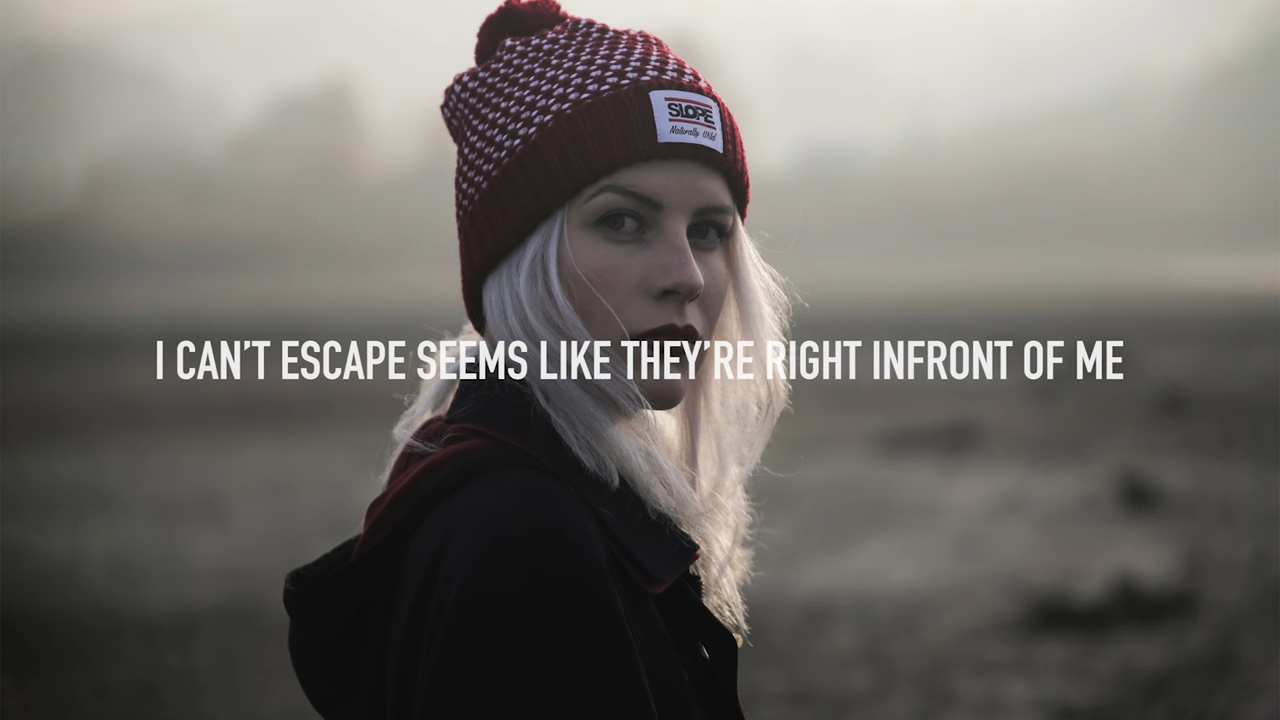 SLOPE
Naturally Wild
I CAN'T ESCAPE SEEMS LIKE THEY'RE RIGHT INFRONT OF ME